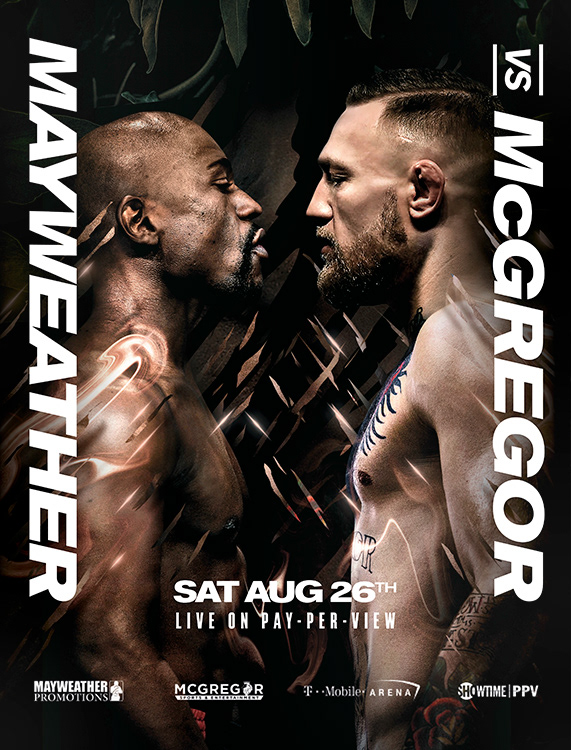 MAYWEATHER
VS McGREGOR
SAT AUG 26TH
LIVE ON PAY-PER-VIEW
MAYWEATHER
PROMOTIONS
MCGREGOR
SPORTS & ENTERTAINMENT
T··Mobile· ARENA
SHOWTIME PPV